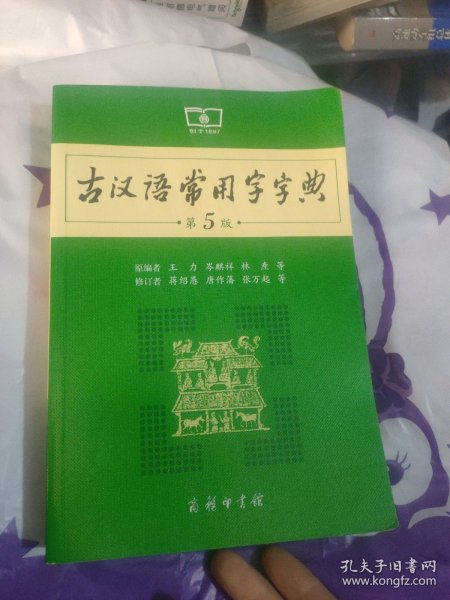 创于1897
古汉语常用字字典
·第5版·
原编者 王力 岑麒祥 林焘 等
修订者 蒋绍愚 唐作藩 张万起 等
商务印书馆
孔夫子旧书网
www.kongfz.com